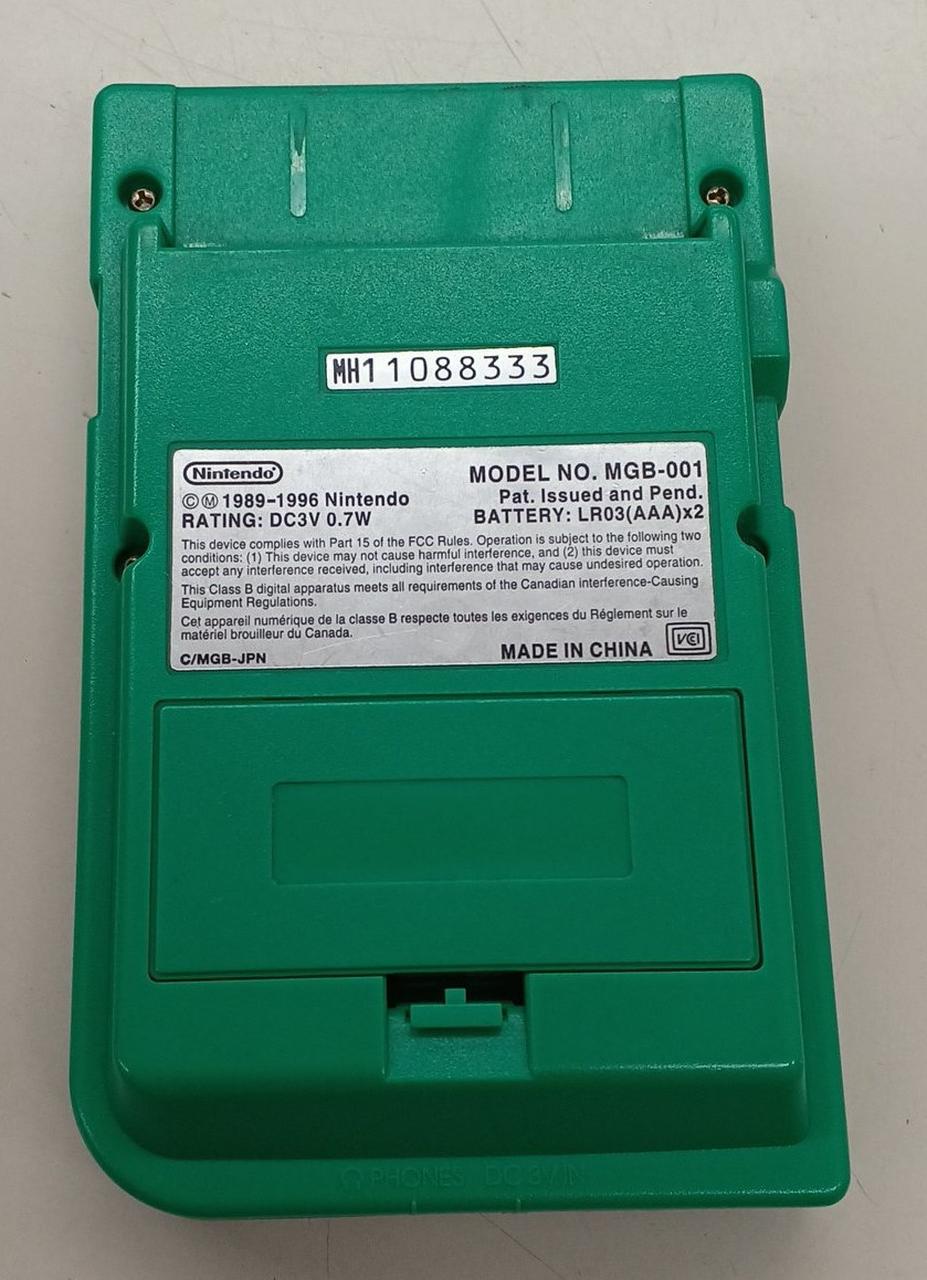 MH11088333
Nintendo®
MODEL NO. MGB-001
©Ⓜ 1989-1996 Nintendo
Pat. Issued and Pend.
RATING: DC3V 0.7W
BATTERY: LR03(AAA)x2
This device complies with Part 15 of the FCC Rules. Operation is subject to the following two
conditions: (1) This device may not cause harmful interference, and (2) this device must
accept any interference received, including interference that may cause undesired operation.
This Class B digital apparatus meets all requirements of the Canadian interference-Causing
Equipment Regulations.
Cet appareil numérique de la classe B respecte toutes les exigences du Réglement sur le
matériel brouilleur du Canada.
C/MGB-JPN
MADE IN CHINA
VCI
PHONES DC3V IN